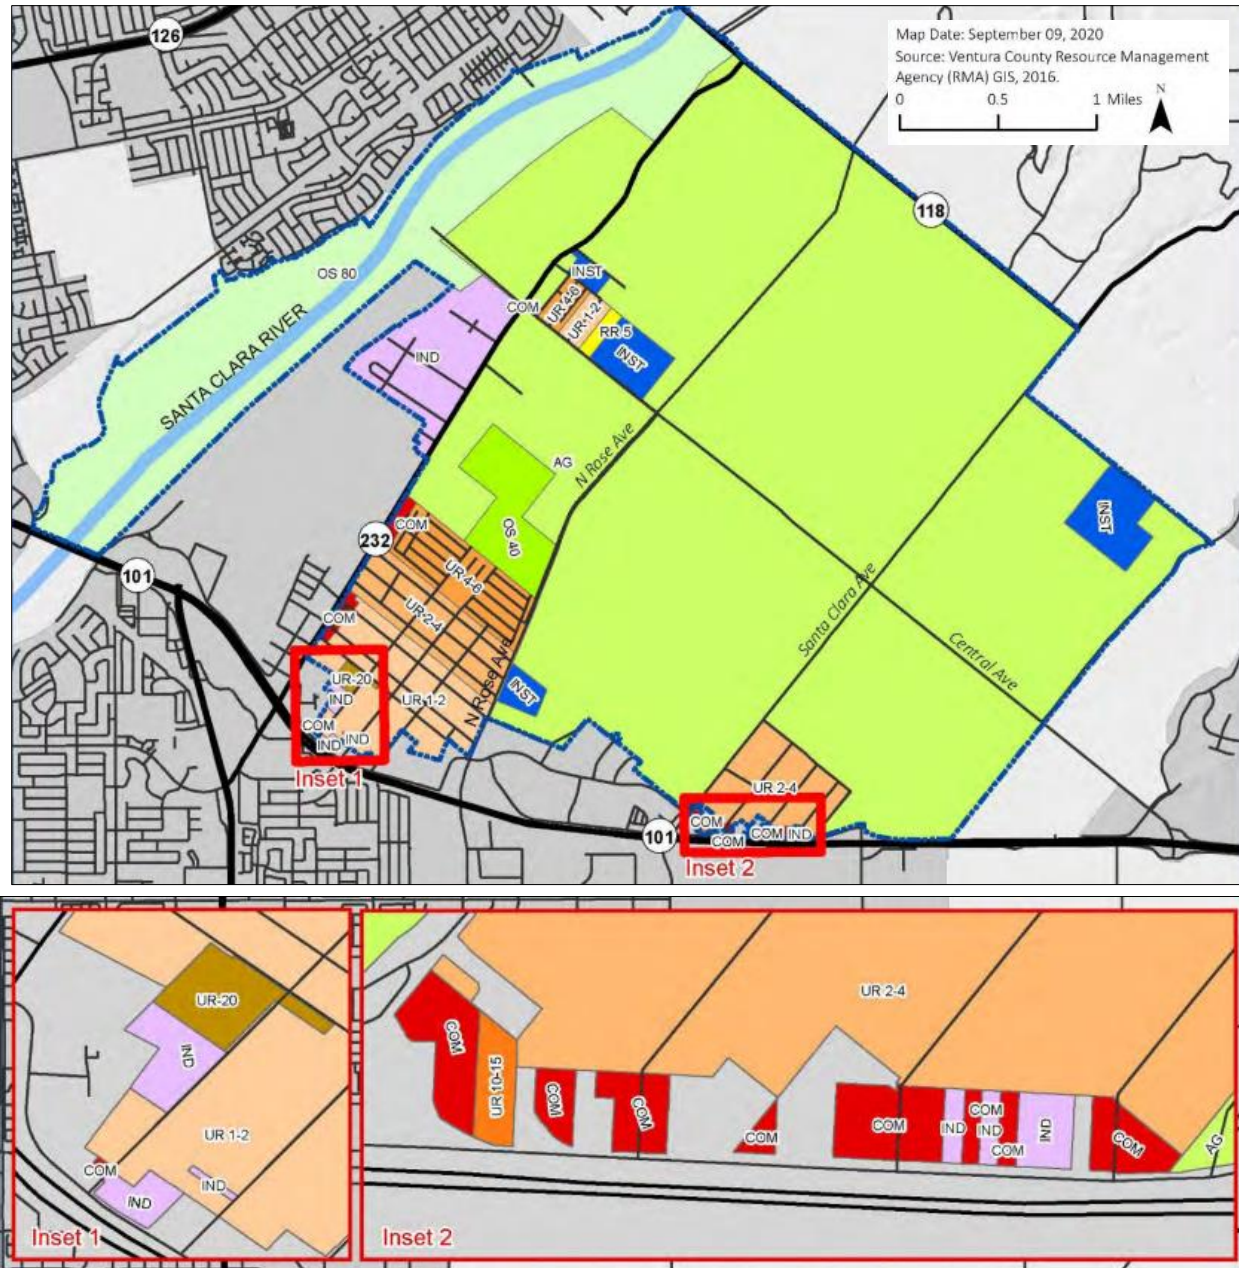 126
Map Date: September 09, 2020
Source: Ventura County Resource Management
Agency (RMA) GIS, 2016.
0 0.5 1 Miles
N
118
OS 80
INST
COM
UR 4-6
UR 1-2
RR 5
INST
SANTA CLARA RIVER
IND
N Rose Ave
AG
INST
COM
OS 40
232
101
UR 4-6
UR 2-4
Santa Clara Ave
COM
Central Ave
UR-20
IND
UR 1-2
N Rose Ave
INST
COM
IND IND
Inset 1
UR 2-4
COM
COM
COM
IND
101
Inset 2
UR-20
IND
UR 1-2
COM
IND
IND
Inset 1
UR 2-4
COM
UR 10-15
COM
COM
COM
COM
IND
COM
IND
COM
IND
COM
AG
Inset 2